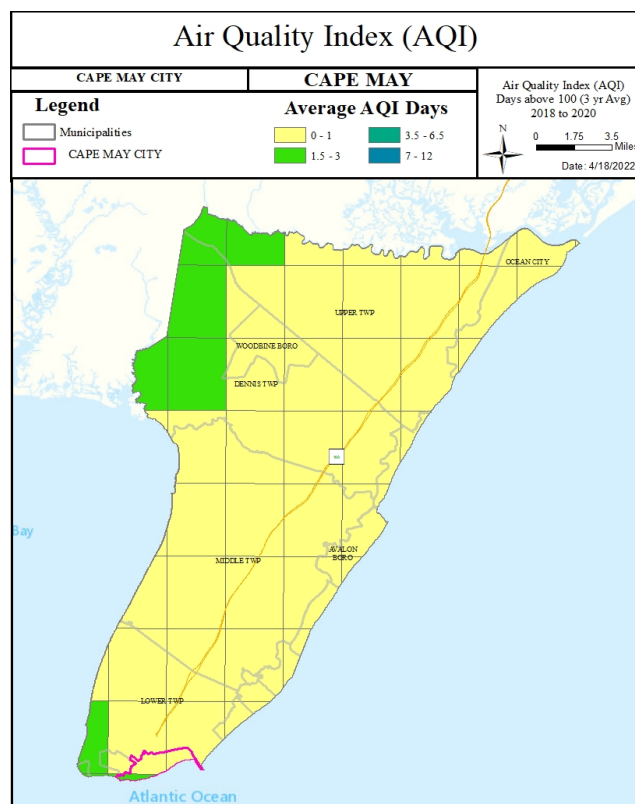 Air Quality Index (AQI)
CAPE MAY CITY
CAPE MAY
Legend
Municipalities
CAPE MAY CITY
Average AQI Days
0 - 1
3.5 - 6.5
1.5 - 3
7 - 12
Air Quality Index (AQI)
Days above 100 (3 yr Avg)
2018 to 2020
N
0 1.75 3.5
Miles
Date: 4/18/2022
OCEAN CITY
UPPER TWP
WOODBINE BORO
DENNIS TWP
Bay
AVALON
BORO
MIDDLE TWP
LOWER TWP
Atlantic Ocean